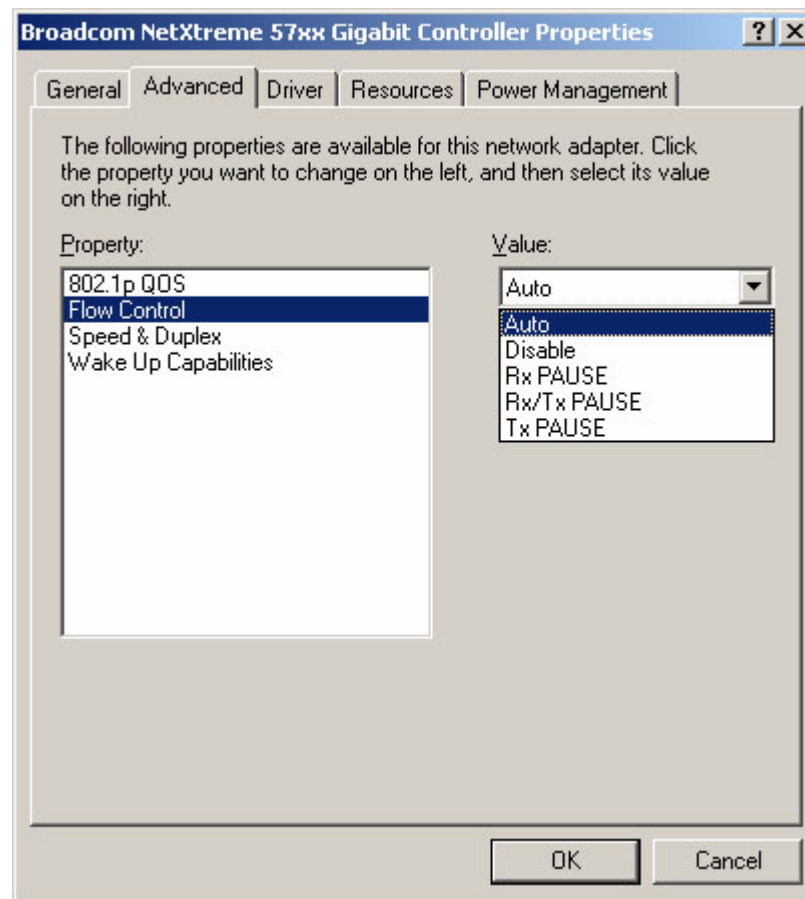 Broadcom NetXtreme 57xx Gigabit Controller Properties
General Advanced Driver Resources Power Management
The following properties are available for this network adapter. Click
the property you want to change on the left, and then select its value
on the right.
Property:
802.1p QOS
Flow Control
Speed & Duplex
Wake Up Capabilities
Value:
Auto
Auto
Disable
Rx PAUSE
Rx/Tx PAUSE
Tx PAUSE
OK Cancel